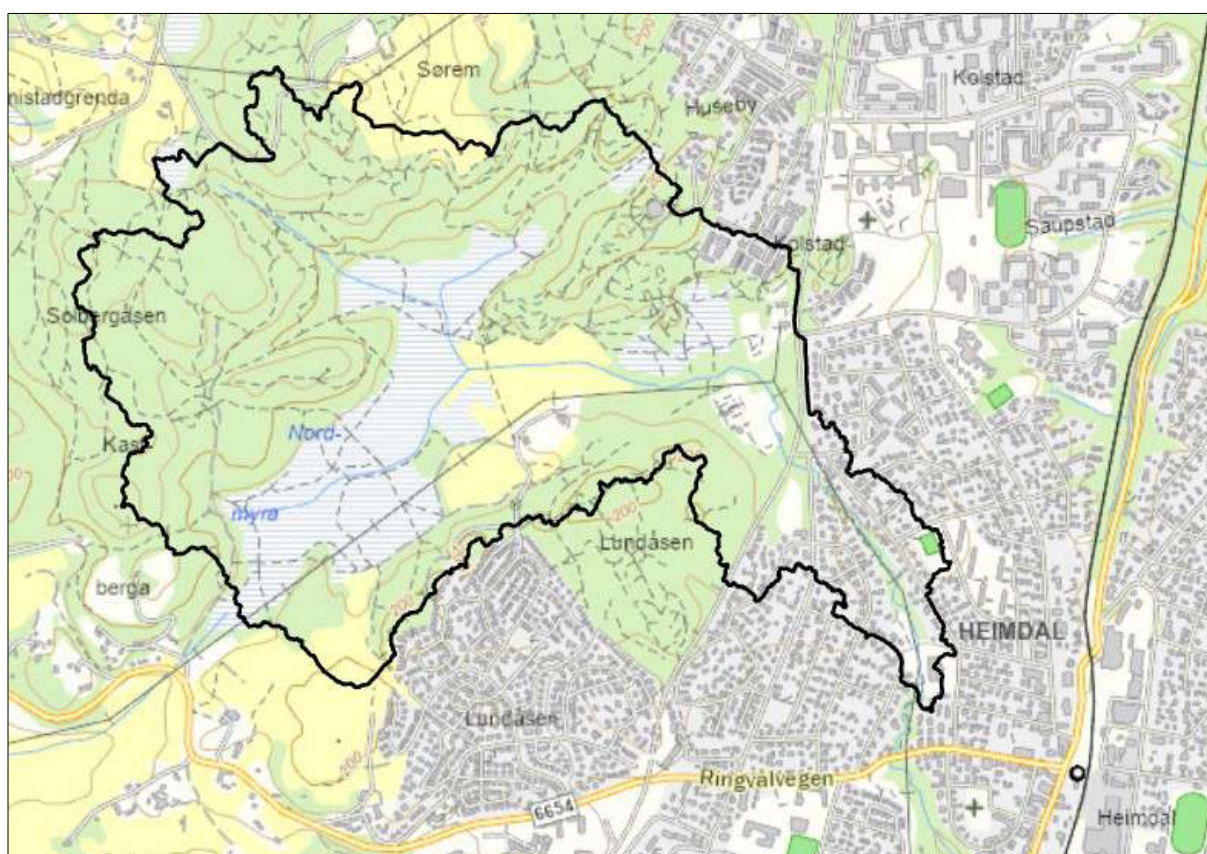 Sørem
Kolstad
nistadgrenda
Huseby
Saupstad
Kolstad
Solbergåsen
Nord-
myra
200
200
Lundåsen
berga
HEIMDAL
200
Lundåsen
200
Ringvålvegen
6654
Heimdal